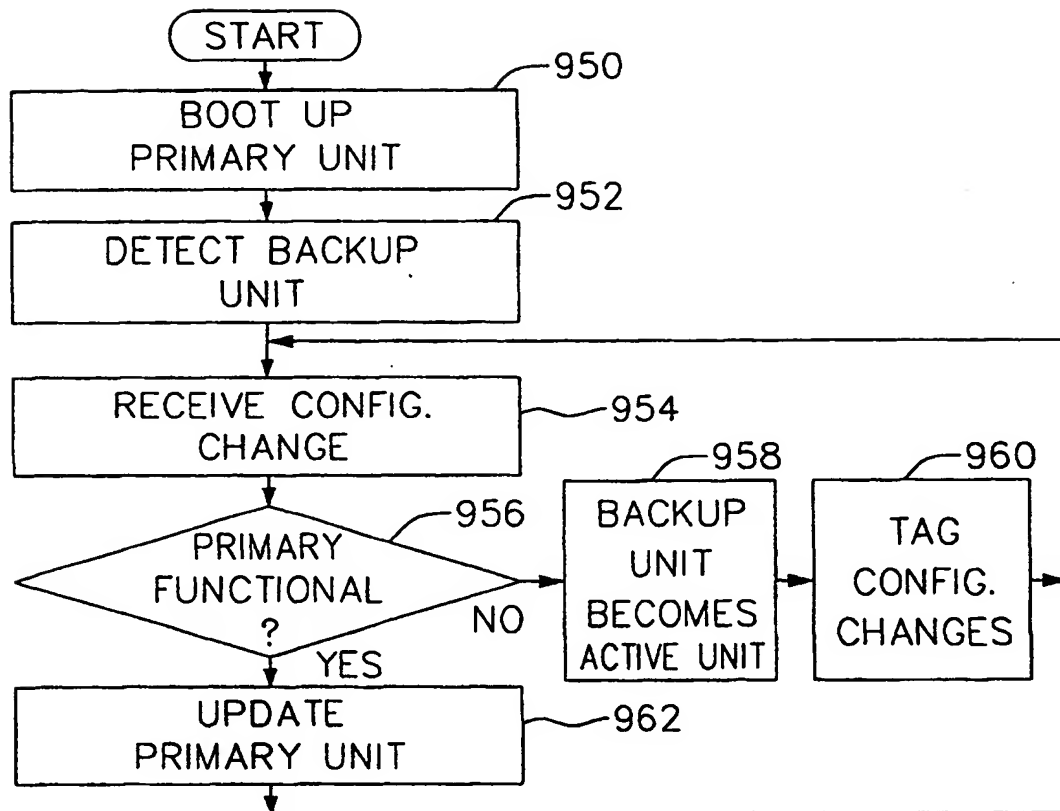 START
950
BOOT UP
PRIMARY UNIT
952
DETECT BACKUP
UNIT
RECEIVE CONFIG.
CHANGE
954
PRIMARY
FUNCTIONAL
?
956
NO
YES
958
BACKUP
UNIT
BECOMES
ACTIVE UNIT
960
TAG
CONFIG.
CHANGES
UPDATE
PRIMARY UNIT
962